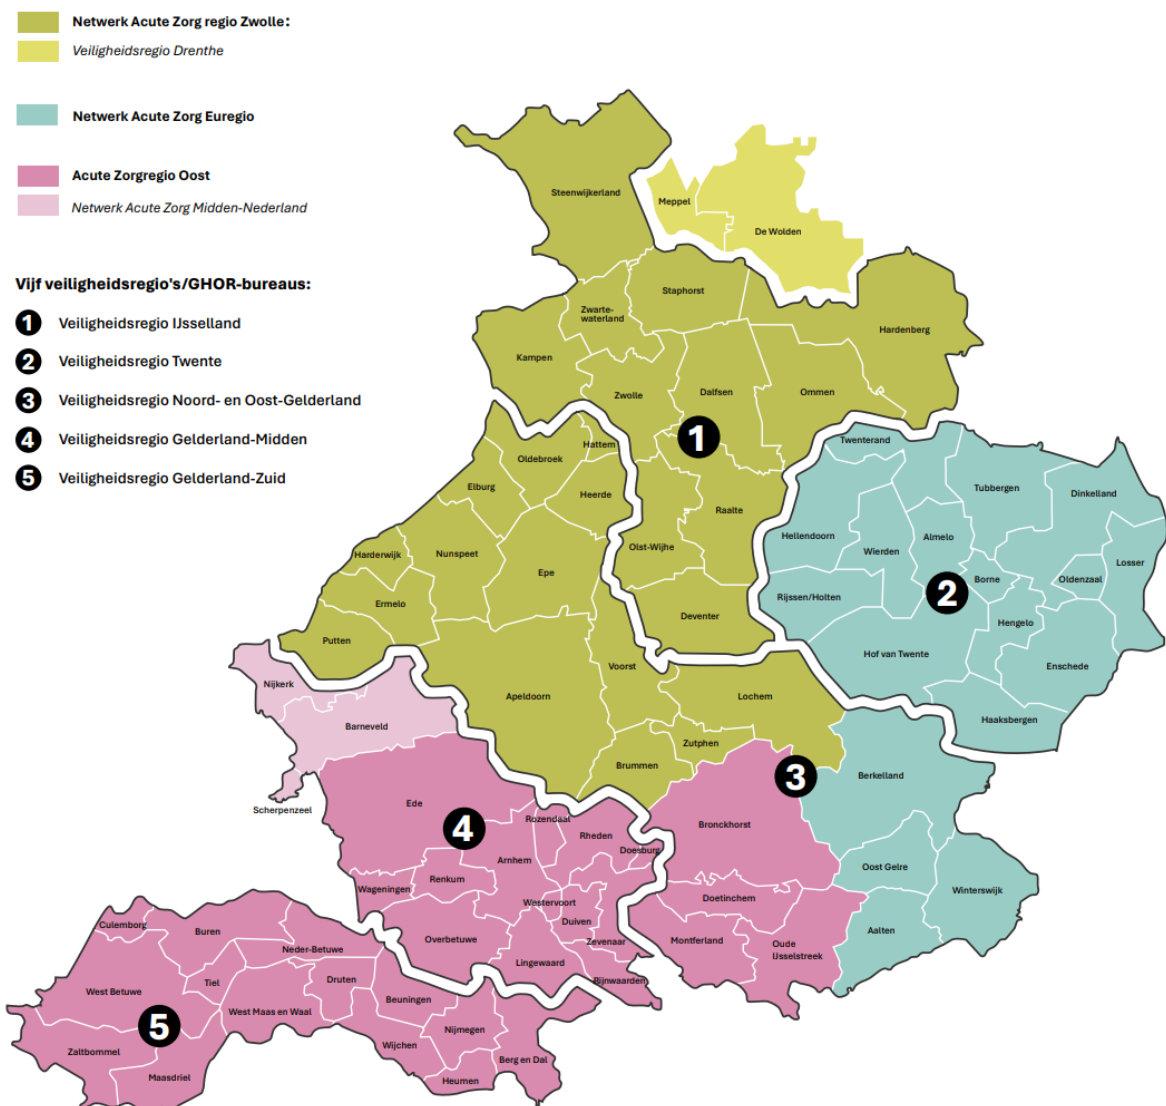 Netwerk Acute Zorg regio Zwolle:
Veiligheidsregio Drenthe
Netwerk Acute Zorg Euregio
Acute Zorgregio Oost
Netwerk Acute Zorg Midden-Nederland
Vijf veiligheidsregio's/GHOR-bureaus:
1 Veiligheidsregio IJsselland
2 Veiligheidsregio Twente
3 Veiligheidsregio Noord- en Oost-Gelderland
4 Veiligheidsregio Gelderland-Midden
5 Veiligheidsregio Gelderland-Zuid
Steenwijkerland
Meppel
De Wolden
Staphorst
Zwarte-
waterland
Hardenberg
Kampen
Zwolle
Dalfsen
Ommen
1
Hattem
Oldebroek
Elburg
Heerde
Raalte
Olst-Wijhe
Harderwijk
Nunspeet
Epe
Ermelo
Putten
Deventer
Voorst
Apeldoorn
Lochem
Zutphen
Brummen
Twenterand
Tubbergen
Dinkelland
Hellendoorn
Wierden
Almelo
Losser
Borne
Oldenzaal
2
Rijssen/Holten
Hengelo
Hof van Twente
Enschede
Haaksbergen
Nijkerk
Barneveld
Scherpenzeel
3
Berkelland
Bronckhorst
Oost Gelre
Winterswijk
Aalten
Doetinchem
Montferland
Oude
IJsselstreek
Ede
4
Rozendaal
Rheden
Doesburg
Arnhem
Renkum
Wageningen
Westervoort
Duiven
Zevenaar
Overbetuwe
Lingewaard
Rijnwaarden
Culemborg
Buren
Neder-Betuwe
Tiel
Druten
West Betuwe
West Maas en Waal
Beuningen
5
Nijmegen
Wijchen
Zaltbommel
Berg en Dal
Maasdriel
Heumen